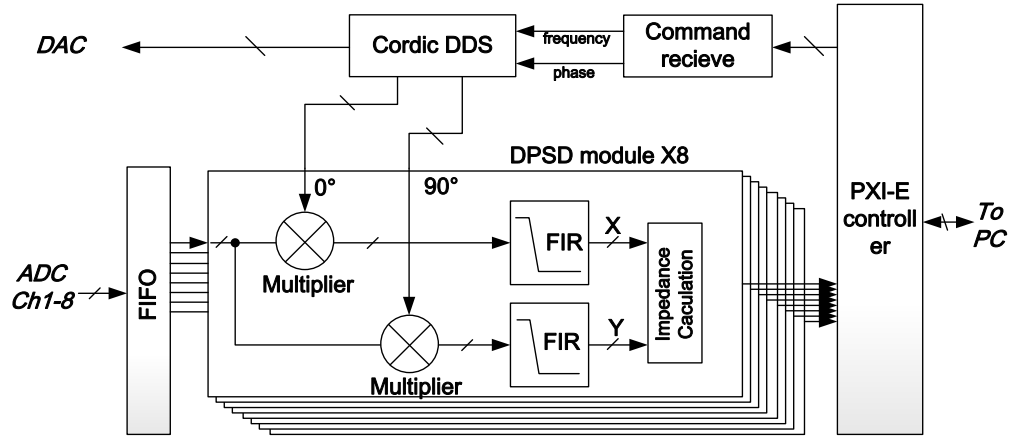 DAC
Cordic DDS
frequency
phase
Command
recieve
DPSD module X8
0°
90°
PXI-E
controll
er
To
PC
ADC
Ch1-8
FIFO
Multiplier
FIR
X
Impedance
Caculation
Multiplier
FIR
Y